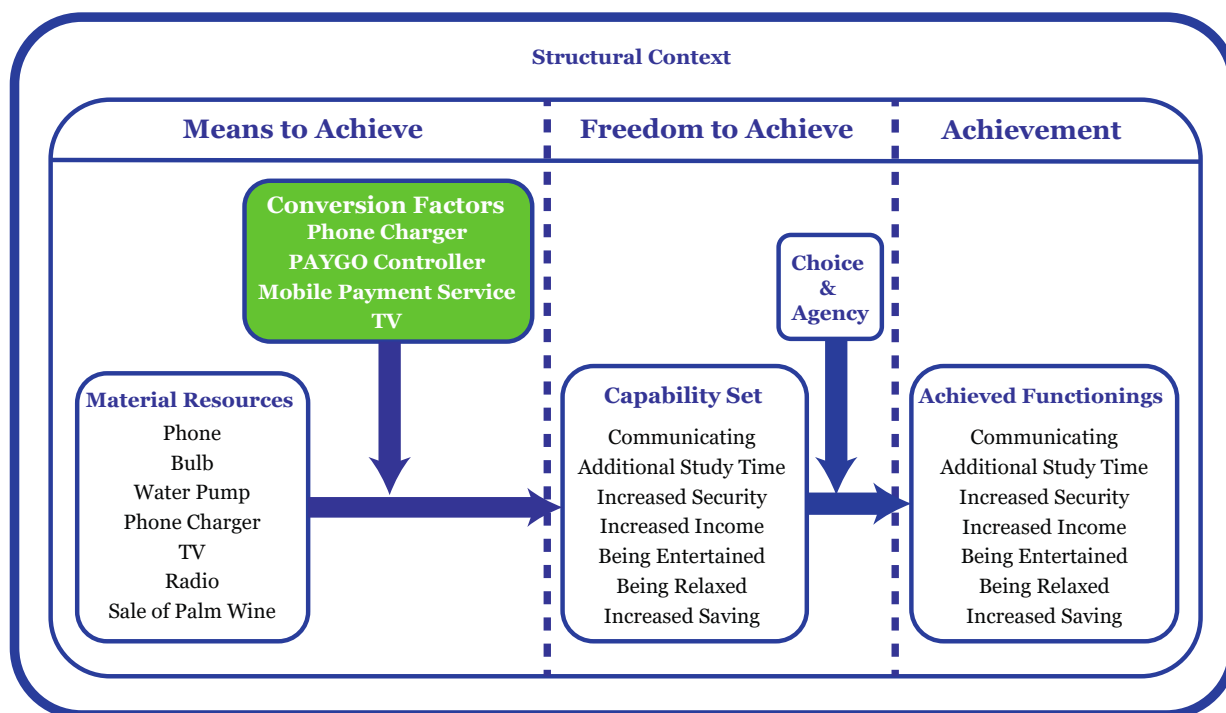 Structural Context
Means to Achieve
Freedom to Achieve
Achievement
Conversion Factors
Phone Charger
PAYGO Controller
Mobile Payment Service
TV
Choice
&
Agency
Material Resources
Phone
Bulb
Water Pump
Phone Charger
TV
Radio
Sale of Palm Wine
Capability Set
Communicating
Additional Study Time
Increased Security
Increased Income
Being Entertained
Being Relaxed
Increased Saving
Achieved Functionings
Communicating
Additional Study Time
Increased Security
Increased Income
Being Entertained
Being Relaxed
Increased Saving